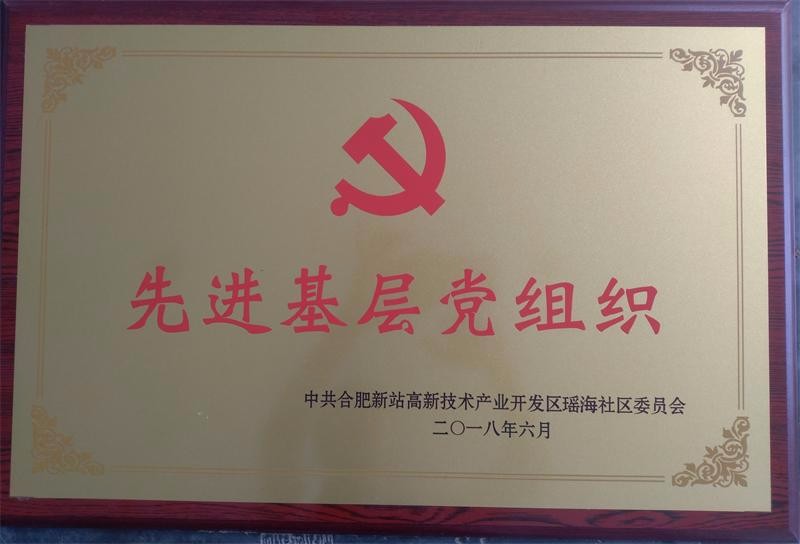 先进基层党组织
中共合肥新站高新技术产业开发区瑶海社区委员会
二〇一八年六月